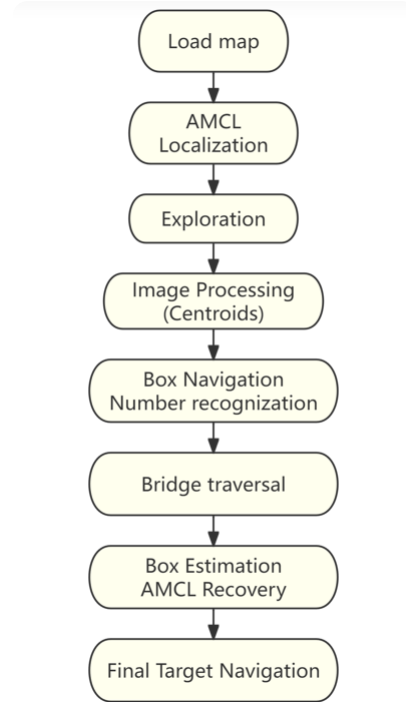 Load map
AMCL
Localization
Exploration
Image Processing
(Centroids)
Box Navigation
Number recognization
Bridge traversal
Box Estimation
AMCL Recovery
Final Target Navigation